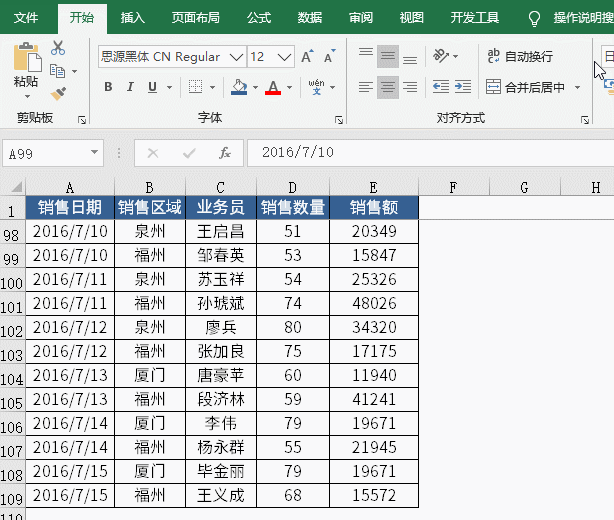 文件 开始 插入 页面布局 公式 数据 审阅 视图 开发工具 操作说明搜
粘贴 思源黑体 CN Regular 12 A A ab 自动换行 日
B I U A wén 文 合并后居中
剪贴板 字体 对齐方式
A99 fx 2016/7/10
A B C D E F G H
1 销售日期 销售区域 业务员 销售数量 销售额
98 2016/7/10 泉州 王启昌 51 20349
99 2016/7/10 福州 邹春英 53 15847
100 2016/7/11 泉州 苏玉祥 54 25326
101 2016/7/11 福州 孙琥斌 74 48026
102 2016/7/12 泉州 廖兵 80 34320
103 2016/7/12 福州 张加良 75 17175
104 2016/7/13 厦门 唐豪苹 60 11940
105 2016/7/13 福州 段济林 59 41241
106 2016/7/14 厦门 李伟 79 19671
107 2016/7/14 福州 杨永群 55 21945
108 2016/7/15 厦门 毕金丽 79 19671
109 2016/7/15 福州 王义成 68 15572
110